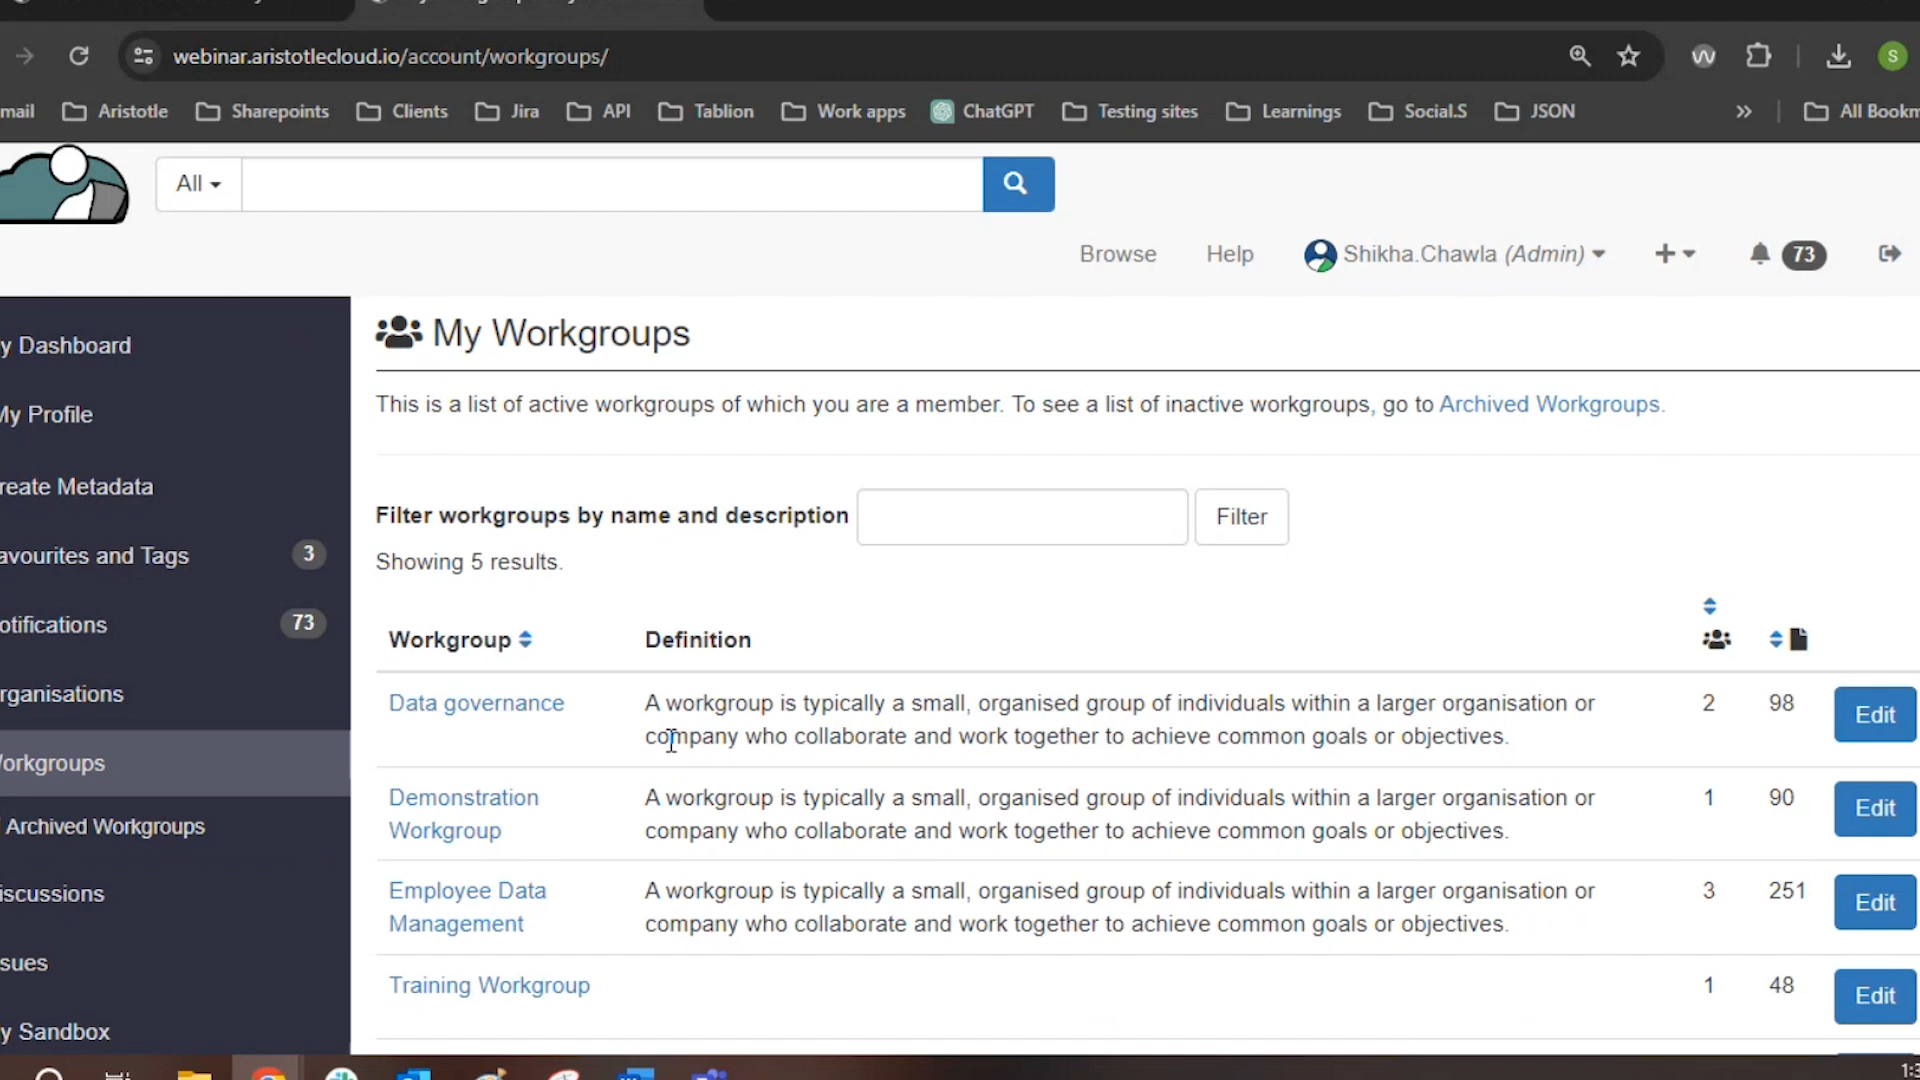 webinar.aristotlecloud.io/account/workgroups/
S
mail Aristotle Sharepoints Clients Jira API Tablion Work apps ChatGPT Testing sites Learnings Social.S JSON » All Bookm
All
Browse Help Shikha.Chawla (Admin) 73
y Dashboard
My Profile
reate Metadata
avourites and Tags 3
otifications 73
rganisations
Workgroups
Archived Workgroups
iscussions
sues
y Sandbox
My Workgroups
This is a list of active workgroups of which you are a member. To see a list of inactive workgroups, go to Archived Workgroups.
Filter workgroups by name and description Filter
Showing 5 results.
Workgroup Definition
Data governance A workgroup is typically a small, organised group of individuals within a larger organisation or 2 98 Edit
company who collaborate and work together to achieve common goals or objectives.
Demonstration A workgroup is typically a small, organised group of individuals within a larger organisation or 1 90 Edit
Workgroup company who collaborate and work together to achieve common goals or objectives.
Employee Data A workgroup is typically a small, organised group of individuals within a larger organisation or 3 251 Edit
Management company who collaborate and work together to achieve common goals or objectives.
Training Workgroup 1 48 Edit